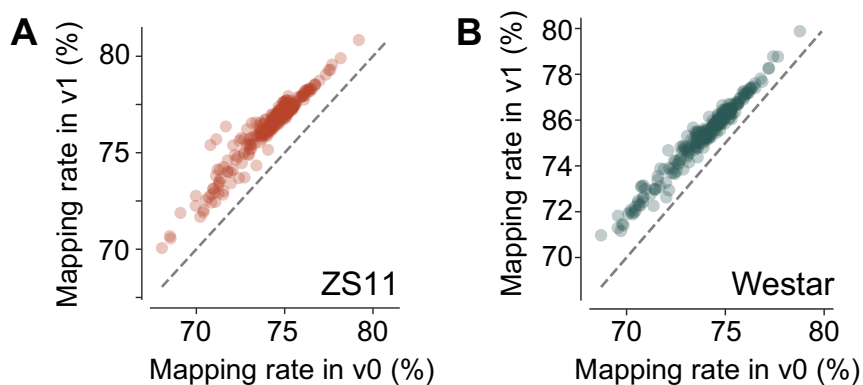 A
Mapping rate in v1 (%)
80
75
70
70
75
80
ZS11
Mapping rate in v0 (%)
B
Mapping rate in v1 (%)
80
78
86
74
72
70
70
75
80
Westar
Mapping rate in v0 (%)